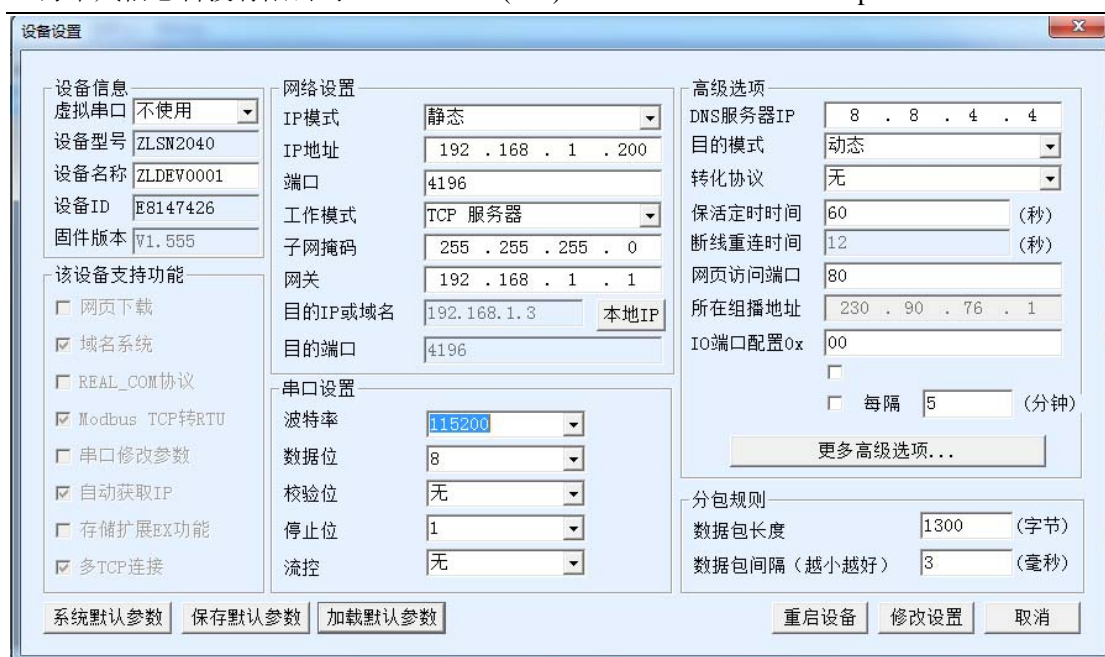 设备设置
设备信息
虚拟串口 不使用
设备型号 ZLSN2040
设备名称 ZLDEV0001
设备ID E8147426
固件版本 V1.555
该设备支持功能
网页下载
域名系统
REAL_COM协议
Modbus TCP转RTU
串口修改参数
自动获取IP
存储扩展EX功能
多TCP连接
网络设置
IP模式 静态
IP地址 192 . 168 . 1 . 200
端口 4196
工作模式 TCP 服务器
子网掩码 255 . 255 . 255 . 0
网关 192 . 168 . 1 . 1
目的IP或域名 192.168.1.3 本地IP
目的端口 4196
串口设置
波特率 115200
数据位 8
校验位 无
停止位 1
流控 无
高级选项
DNS服务器IP 8 . 8 . 4 . 4
目的模式 动态
转化协议 无
保活定时时间 60 (秒)
断线重连时间 12 (秒)
网页访问端口 80
所在组播地址 230 . 90 . 76 . 1
IO端口配置0x 00
每隔 5 (分钟)
更多高级选项...
分包规则
数据包长度 1300 (字节)
数据包间隔(越小越好) 3 (毫秒)
系统默认参数 保存默认参数 加载默认参数 重启设备 修改设置 取消